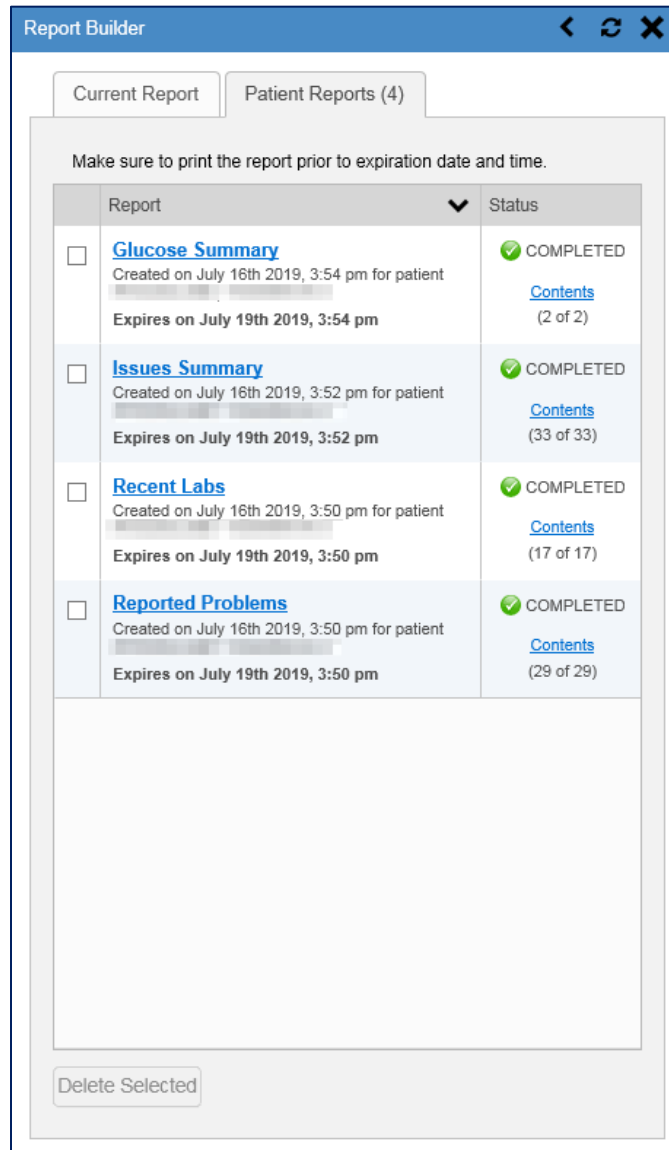 Report Builder
Current Report
Patient Reports (4)
Make sure to print the report prior to expiration date and time.
Report
Status
Glucose Summary
Created on July 16th 2019, 3:54 pm for patient
Expires on July 19th 2019, 3:54 pm
COMPLETED
Contents
(2 of 2)
Issues Summary
Created on July 16th 2019, 3:52 pm for patient
Expires on July 19th 2019, 3:52 pm
COMPLETED
Contents
(33 of 33)
Recent Labs
Created on July 16th 2019, 3:50 pm for patient
Expires on July 19th 2019, 3:50 pm
COMPLETED
Contents
(17 of 17)
Reported Problems
Created on July 16th 2019, 3:50 pm for patient
Expires on July 19th 2019, 3:50 pm
COMPLETED
Contents
(29 of 29)
Delete Selected